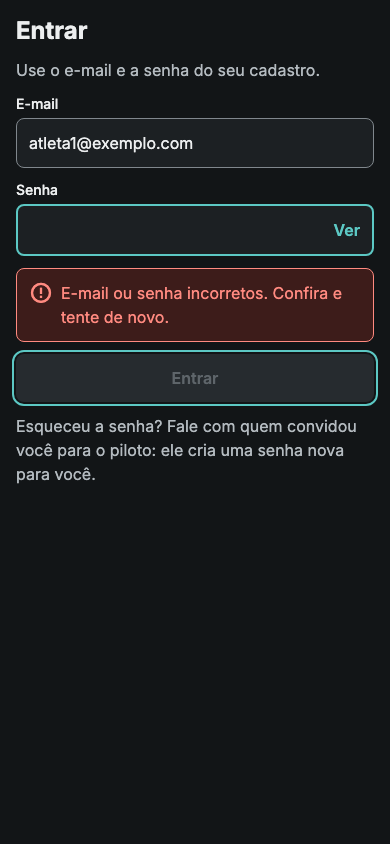 Entrar
Use o e-mail e a senha do seu cadastro.
E-mail
atleta1@exemplo.com
Senha
Ver
E-mail ou senha incorretos. Confira e
tente de novo.
Entrar
Esqueceu a senha? Fale com quem convidou
você para o piloto: ele cria uma senha nova
para você.